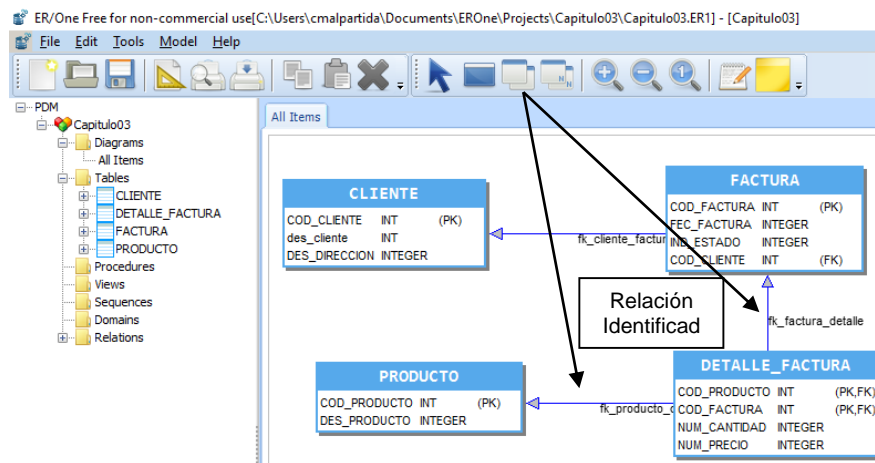 ER/One Free for non-commercial use[C:\Users\cmalpartida\Documents\EROne\Projects\Capitulo03\Capitulo03.ER1] - [Capitulo03]
File Edit Tools Model Help
PDM
Capitulo03
Diagrams
All Items
Tables
CLIENTE
DETALLE_FACTURA
FACTURA
PRODUCTO
Procedures
Views
Sequences
Domains
Relations
All Items
CLIENTE
COD_CLIENTE INT (PK)
des_cliente INT
DES_DIRECCION INTEGER
fk_cliente_factur
FACTURA
COD_FACTURA INT (PK)
FEC_FACTURA INTEGER
IND_ESTADO INTEGER
COD_CLIENTE INT (FK)
Relación
Identificad
fk_factura_detalle
PRODUCTO
COD_PRODUCTO INT (PK)
DES_PRODUCTO INTEGER
fk_producto_d
DETALLE_FACTURA
COD_PRODUCTO INT (PK,FK)
COD_FACTURA INT (PK,FK)
NUM_CANTIDAD INTEGER
NUM_PRECIO INTEGER